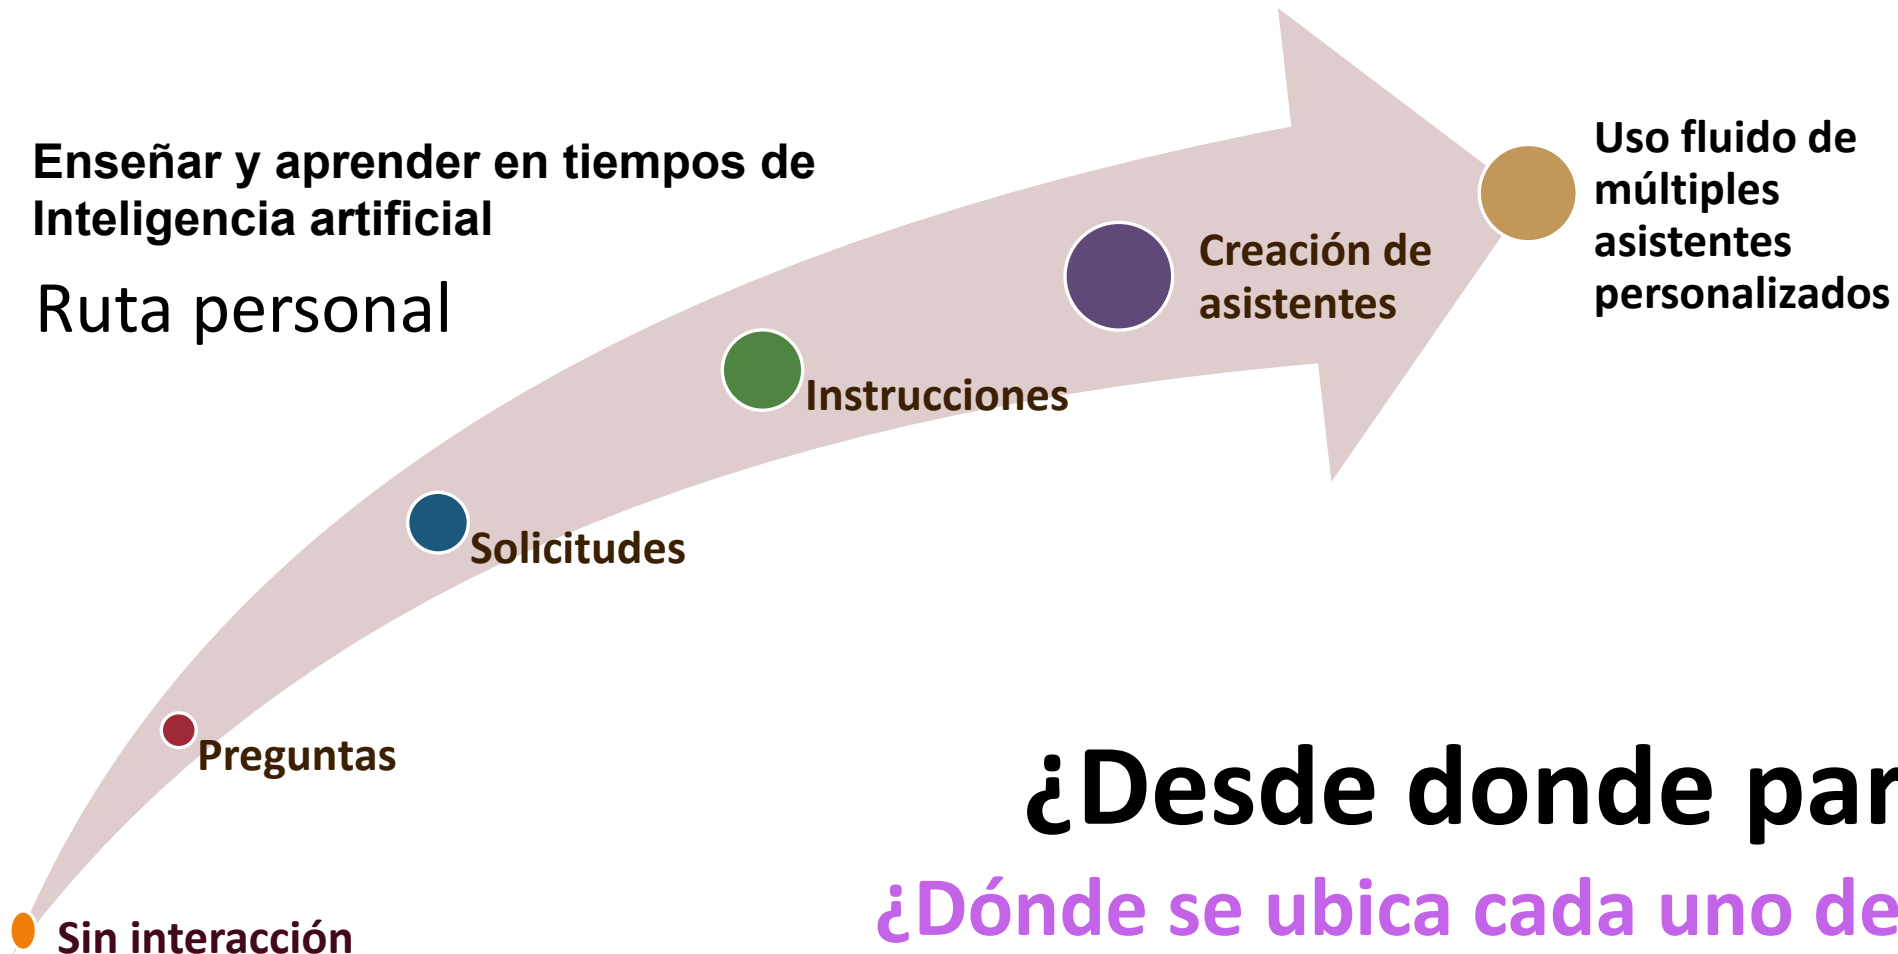 Enseñar y aprender en tiempos de
Inteligencia artificial
Ruta personal
Uso fluido de
múltiples
asistentes
personalizados
Creación de
asistentes
Instrucciones
Solicitudes
Preguntas
Sin interacción
¿Desde donde par
¿Dónde se ubica cada uno de